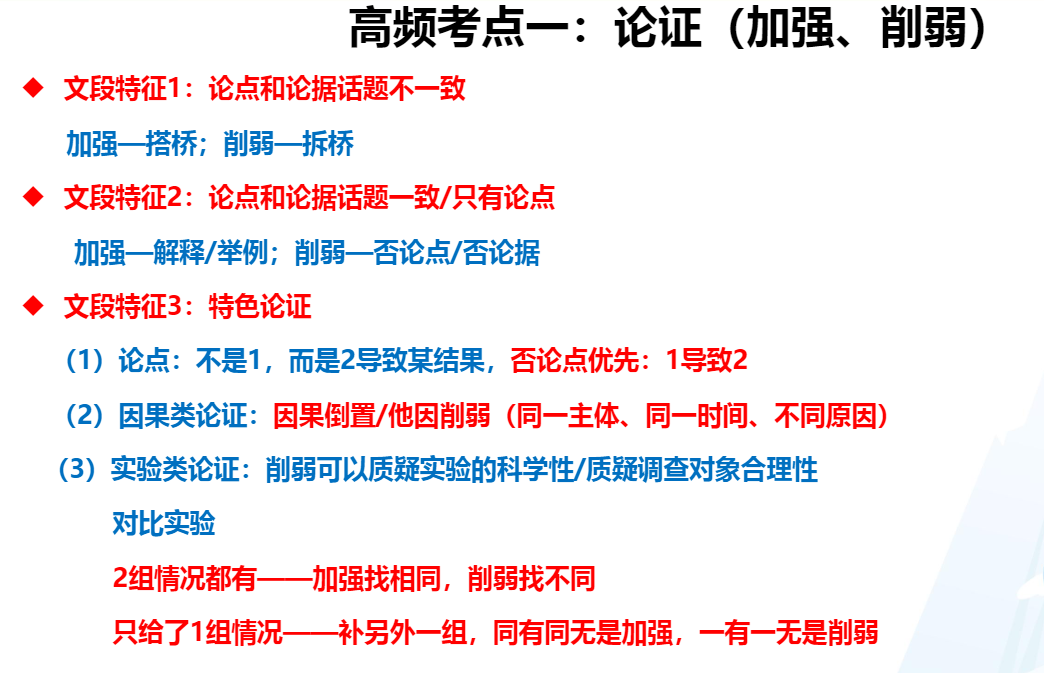 高频考点一：论证（加强、削弱）
◆ 文段特征1：论点和论据话题不一致
加强—搭桥；削弱—拆桥
◆ 文段特征2：论点和论据话题一致/只有论点
加强—解释/举例；削弱—否论点/否论据
◆ 文段特征3：特色论证
（1）论点：不是1，而是2导致某结果，否论点优先：1导致2
（2）因果类论证：因果倒置/他因削弱（同一主体、同一时间、不同原因）
（3）实验类论证：削弱可以质疑实验的科学性/质疑调查对象合理性
对比实验
2组情况都有——加强找相同，削弱找不同
只给了1组情况——补另外一组，同有同无是加强，一有一无是削弱